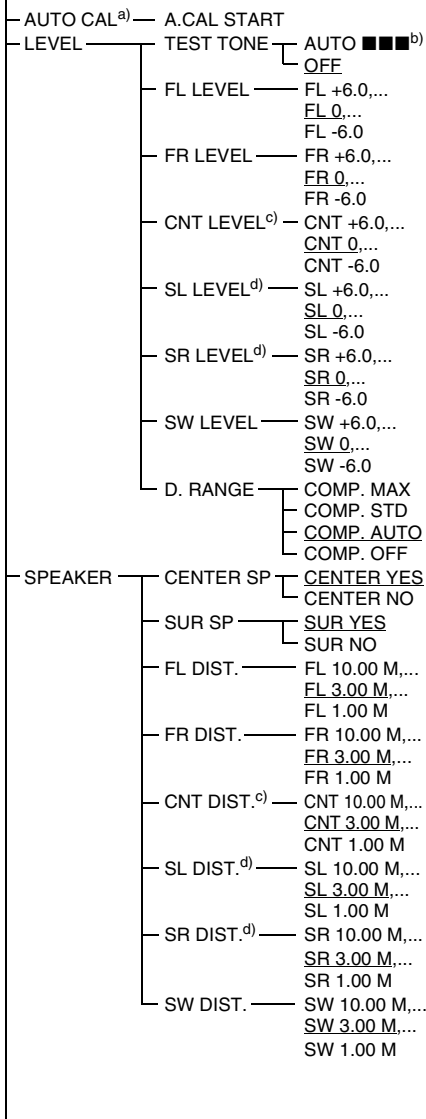 AUTO CALa) A.CAL START
LEVEL TEST TONE AUTO ■■■b)
OFF
FL LEVEL FL +6.0,...
FL 0,...
FL -6.0
FR LEVEL FR +6.0,...
FR 0,...
FR -6.0
CNT LEVELc) CNT +6.0,...
CNT 0,...
CNT -6.0
SL LEVELd) SL +6.0,...
SL 0,...
SL -6.0
SR LEVELd) SR +6.0,...
SR 0,...
SR -6.0
SW LEVEL SW +6.0,...
SW 0,...
SW -6.0
D. RANGE COMP. MAX
COMP. STD
COMP. AUTO
COMP. OFF
SPEAKER CENTER SP CENTER YES
CENTER NO
SUR SP SUR YES
SUR NO
FL DIST. FL 10.00 M,...
FL 3.00 M,...
FL 1.00 M
FR DIST. FR 10.00 M,...
FR 3.00 M,...
FR 1.00 M
CNT DIST.c) CNT 10.00 M,...
CNT 3.00 M,...
CNT 1.00 M
SL DIST.d) SL 10.00 M,...
SL 3.00 M,...
SL 1.00 M
SR DIST.d) SR 10.00 M,...
SR 3.00 M,...
SR 1.00 M
SW DIST. SW 10.00 M,...
SW 3.00 M,...
SW 1.00 M